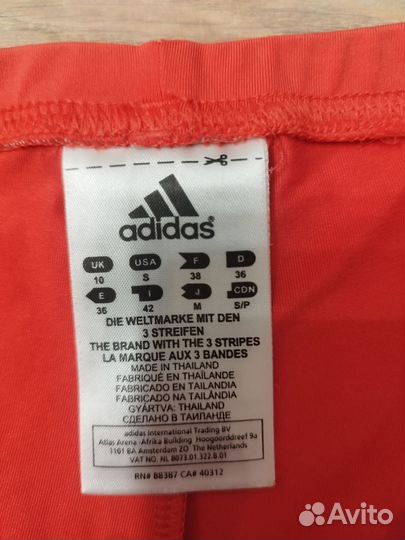 adidas®
UK USA F D
10 S 38 36
E I J CDN
36 42 M S/P
DIE WELTMARKE MIT DEN
3 STREIFEN
THE BRAND WITH THE 3 STRIPES
LA MARQUE AUX 3 BANDES
MADE IN THAILAND
FABRIQUÉ EN THAÏLANDE
FABRICADO EN TAILANDIA
FABRICADO NA TAILÂNDIA
GYÁRTVA: THAILAND
СДЕЛАНО В ТАИЛАНДЕ
adidas International Trading BV
Atlas Arena -Afrika Building Hoogoorddreef 9a
1101 BA Amsterdam ZO The Netherlands
VAT NO. NL 8073.01.322.B.01
RN# 88387 CA# 40312
Avito